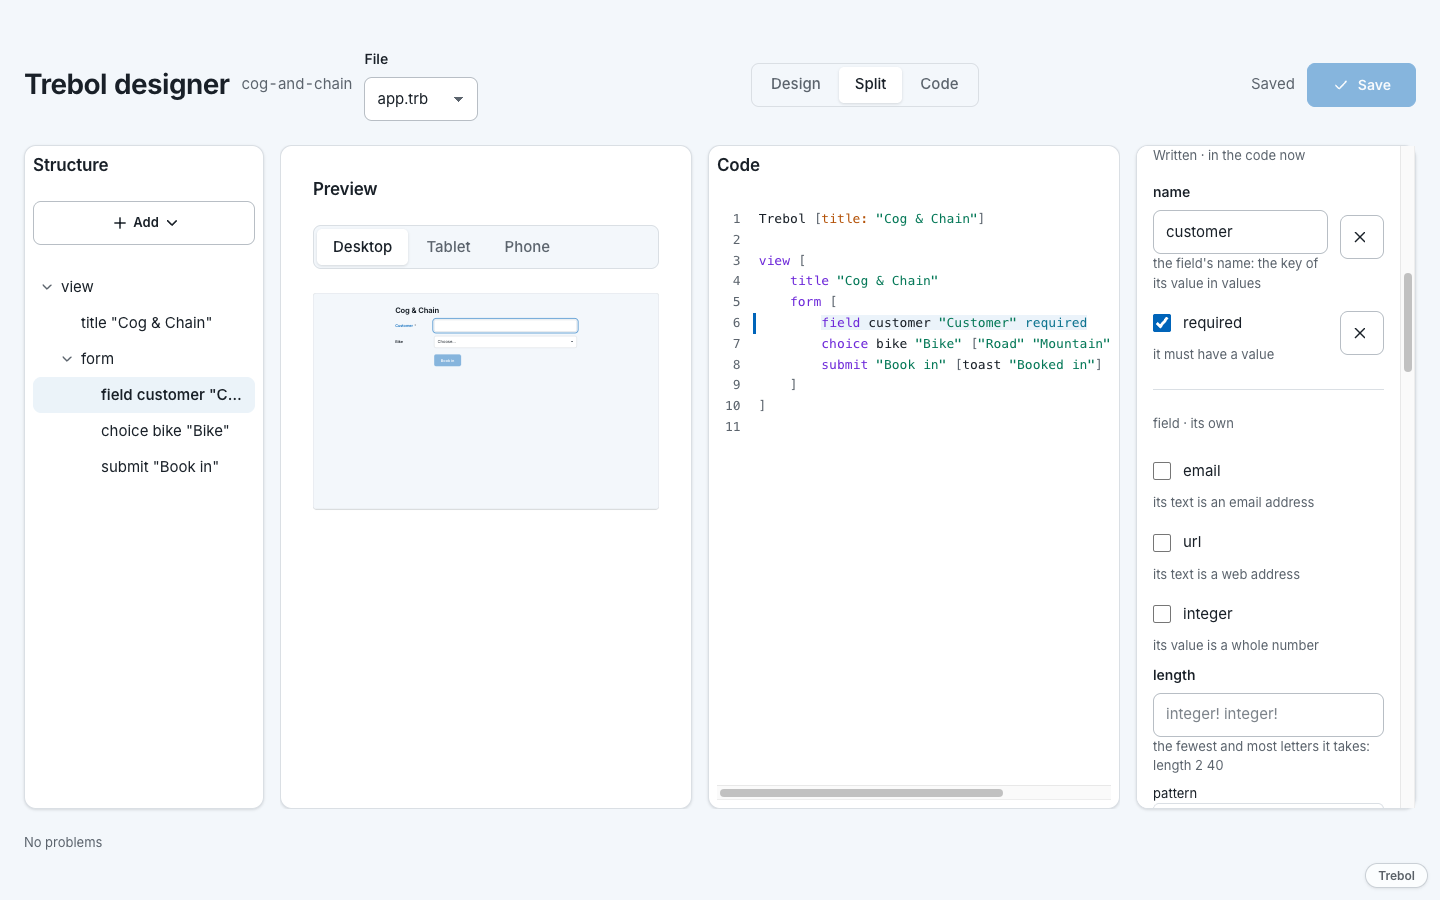 Trebol designer
cog-and-chain
File
app.trb
Design
Split
Code
Saved
Save
Structure
Add
view
title "Cog & Chain"
form
field customer "C...
choice bike "Bike"
submit "Book in"
Preview
Desktop
Tablet
Phone
Cog & Chain
Customer *
Bike
Choose...
Book in
Code
1 Trebol [title: "Cog & Chain"]
2
3 view [
4 title "Cog & Chain"
5 form [
6 field customer "Customer" required
7 choice bike "Bike" ["Road" "Mountain"
8 submit "Book in" [toast "Booked in"]
9 ]
10 ]
11
Written · in the code now
name
customer
the field's name: the key of
its value in values
required
it must have a value
field · its own
email
its text is an email address
url
its text is a web address
integer
its value is a whole number
length
integer! integer!
the fewest and most letters it takes:
length 2 40
pattern
No problems
Trebol